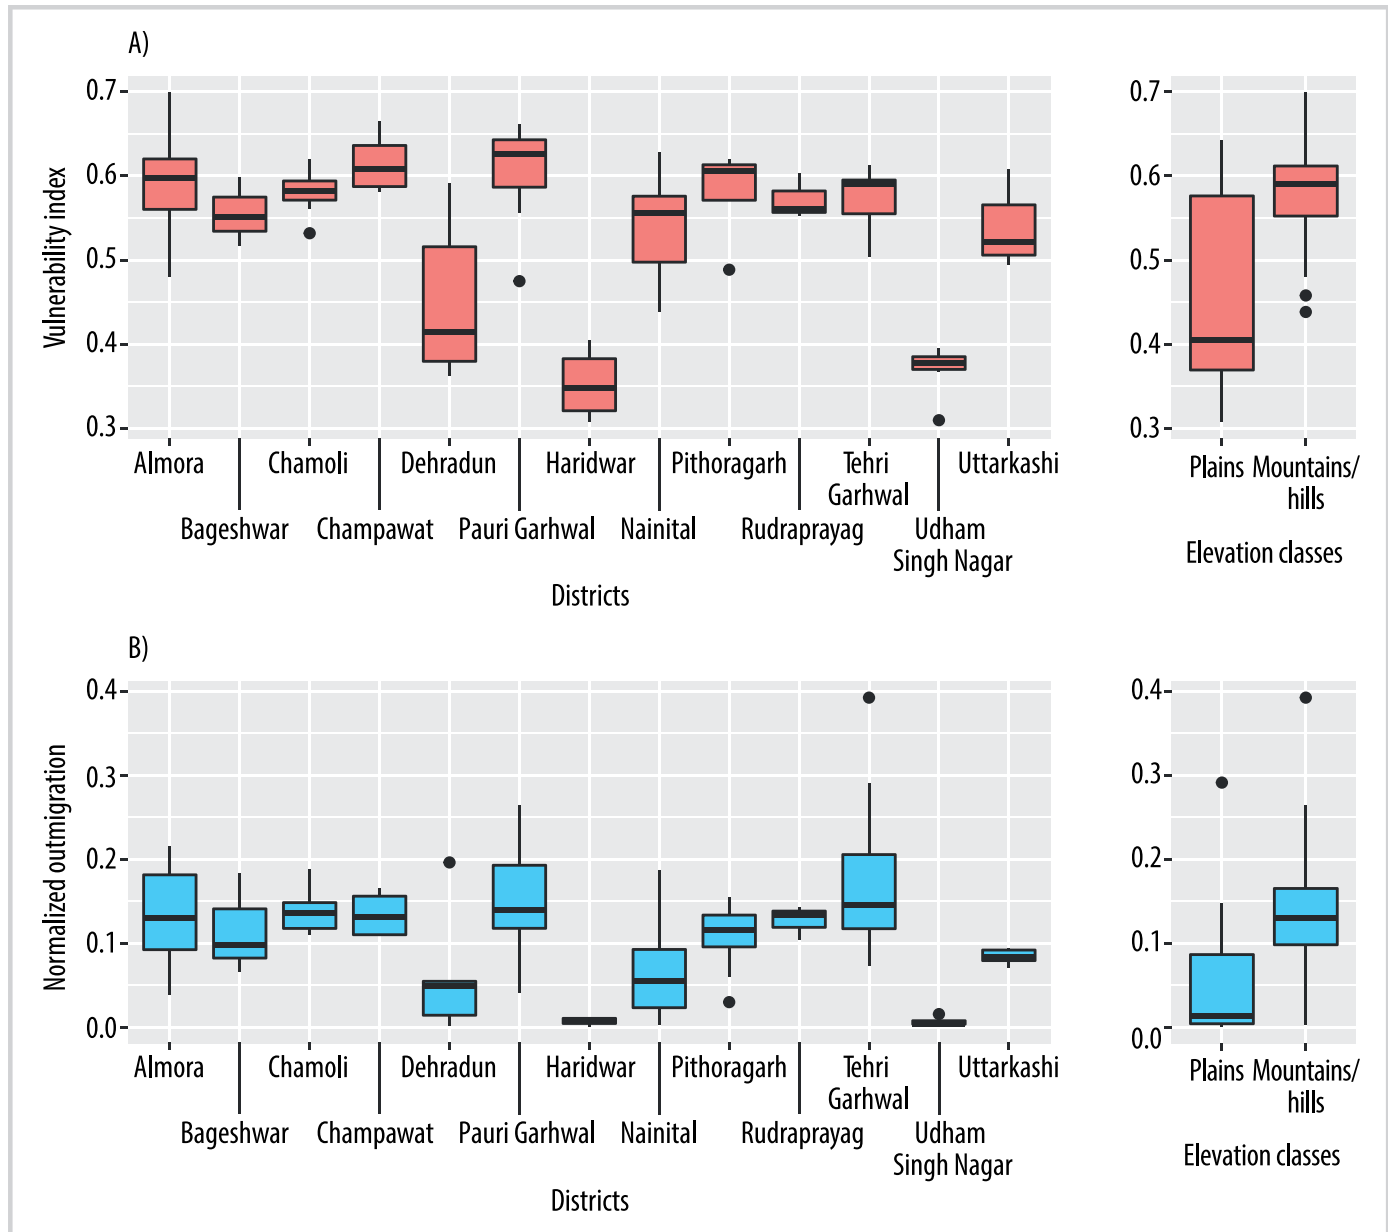 A)
Vulnerability index
0.7
0.6
0.5
0.4
0.3
Almora
Chamoli
Dehradun
Haridwar
Pithoragarh
Tehri
Garhwal
Uttarkashi
Bageshwar
Champawat
Pauri Garhwal
Nainital
Rudraprayag
Udham
Singh Nagar
Districts
0.7
0.6
0.5
0.4
0.3
Plains
Mountains/
hills
Elevation classes
B)
Normalized outmigration
0.4
0.3
0.2
0.1
0.0
Almora
Chamoli
Dehradun
Haridwar
Pithoragarh
Tehri
Garhwal
Uttarkashi
Bageshwar
Champawat
Pauri Garhwal
Nainital
Rudraprayag
Udham
Singh Nagar
Districts
0.4
0.3
0.2
0.1
0.0
Plains
Mountains/
hills
Elevation classes